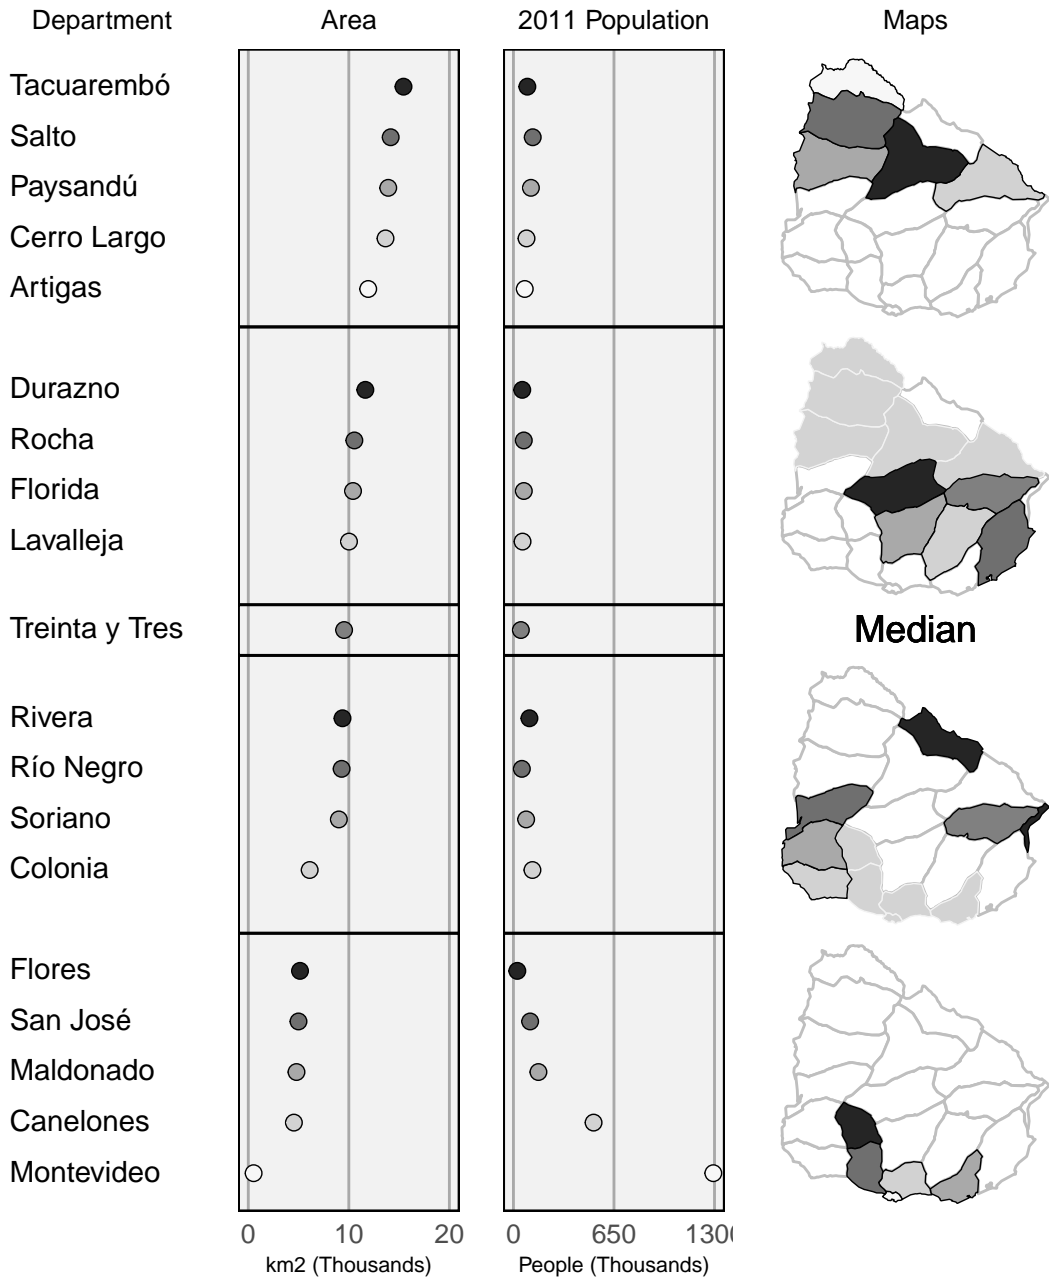 Department Area 2011 Population Maps
Tacuarembó
Salto
Paysandú
Cerro Largo
Artigas
Durazno
Rocha
Florida
Lavalleja
Treinta y Tres Median
Rivera
Río Negro
Soriano
Colonia
Flores
San José
Maldonado
Canelones
Montevideo
0 10 20 0 650 1300
km2 (Thousands) People (Thousands)